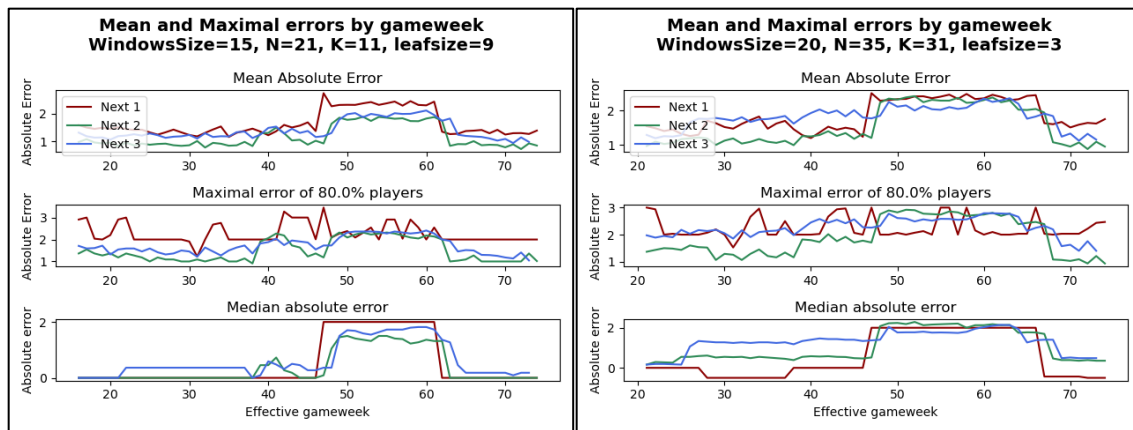 Mean and Maximal errors by gameweek
WindowsSize=15, N=21, K=11, leafsize=9
Mean Absolute Error
Absolute Error
2
1
Next 1
Next 2
Next 3
20 30 40 50 60 70
Maximal error of 80.0% players
Absolute Error
3
2
1
20 30 40 50 60 70
Median absolute error
Absolute error
2
0
20 30 40 50 60 70
Effective gameweek
Mean and Maximal errors by gameweek
WindowsSize=20, N=35, K=31, leafsize=3
Mean Absolute Error
Absolute Error
2
1
Next 1
Next 2
Next 3
20 30 40 50 60 70
Maximal error of 80.0% players
Absolute Error
3
2
1
20 30 40 50 60 70
Median absolute error
Absolute error
2
0
20 30 40 50 60 70
Effective gameweek